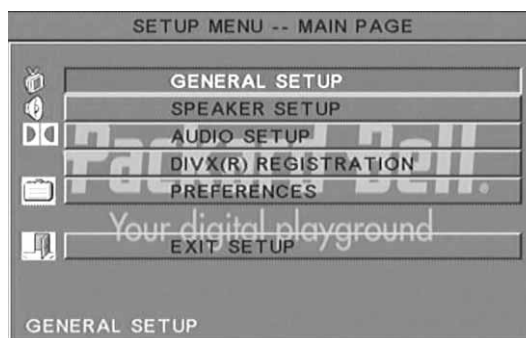 SETUP MENU -- MAIN PAGE
GENERAL SETUP
SPEAKER SETUP
AUDIO SETUP
DIVX(R) REGISTRATION
Packard Bell.
PREFERENCES
Your digital playground
EXIT SETUP
GENERAL SETUP